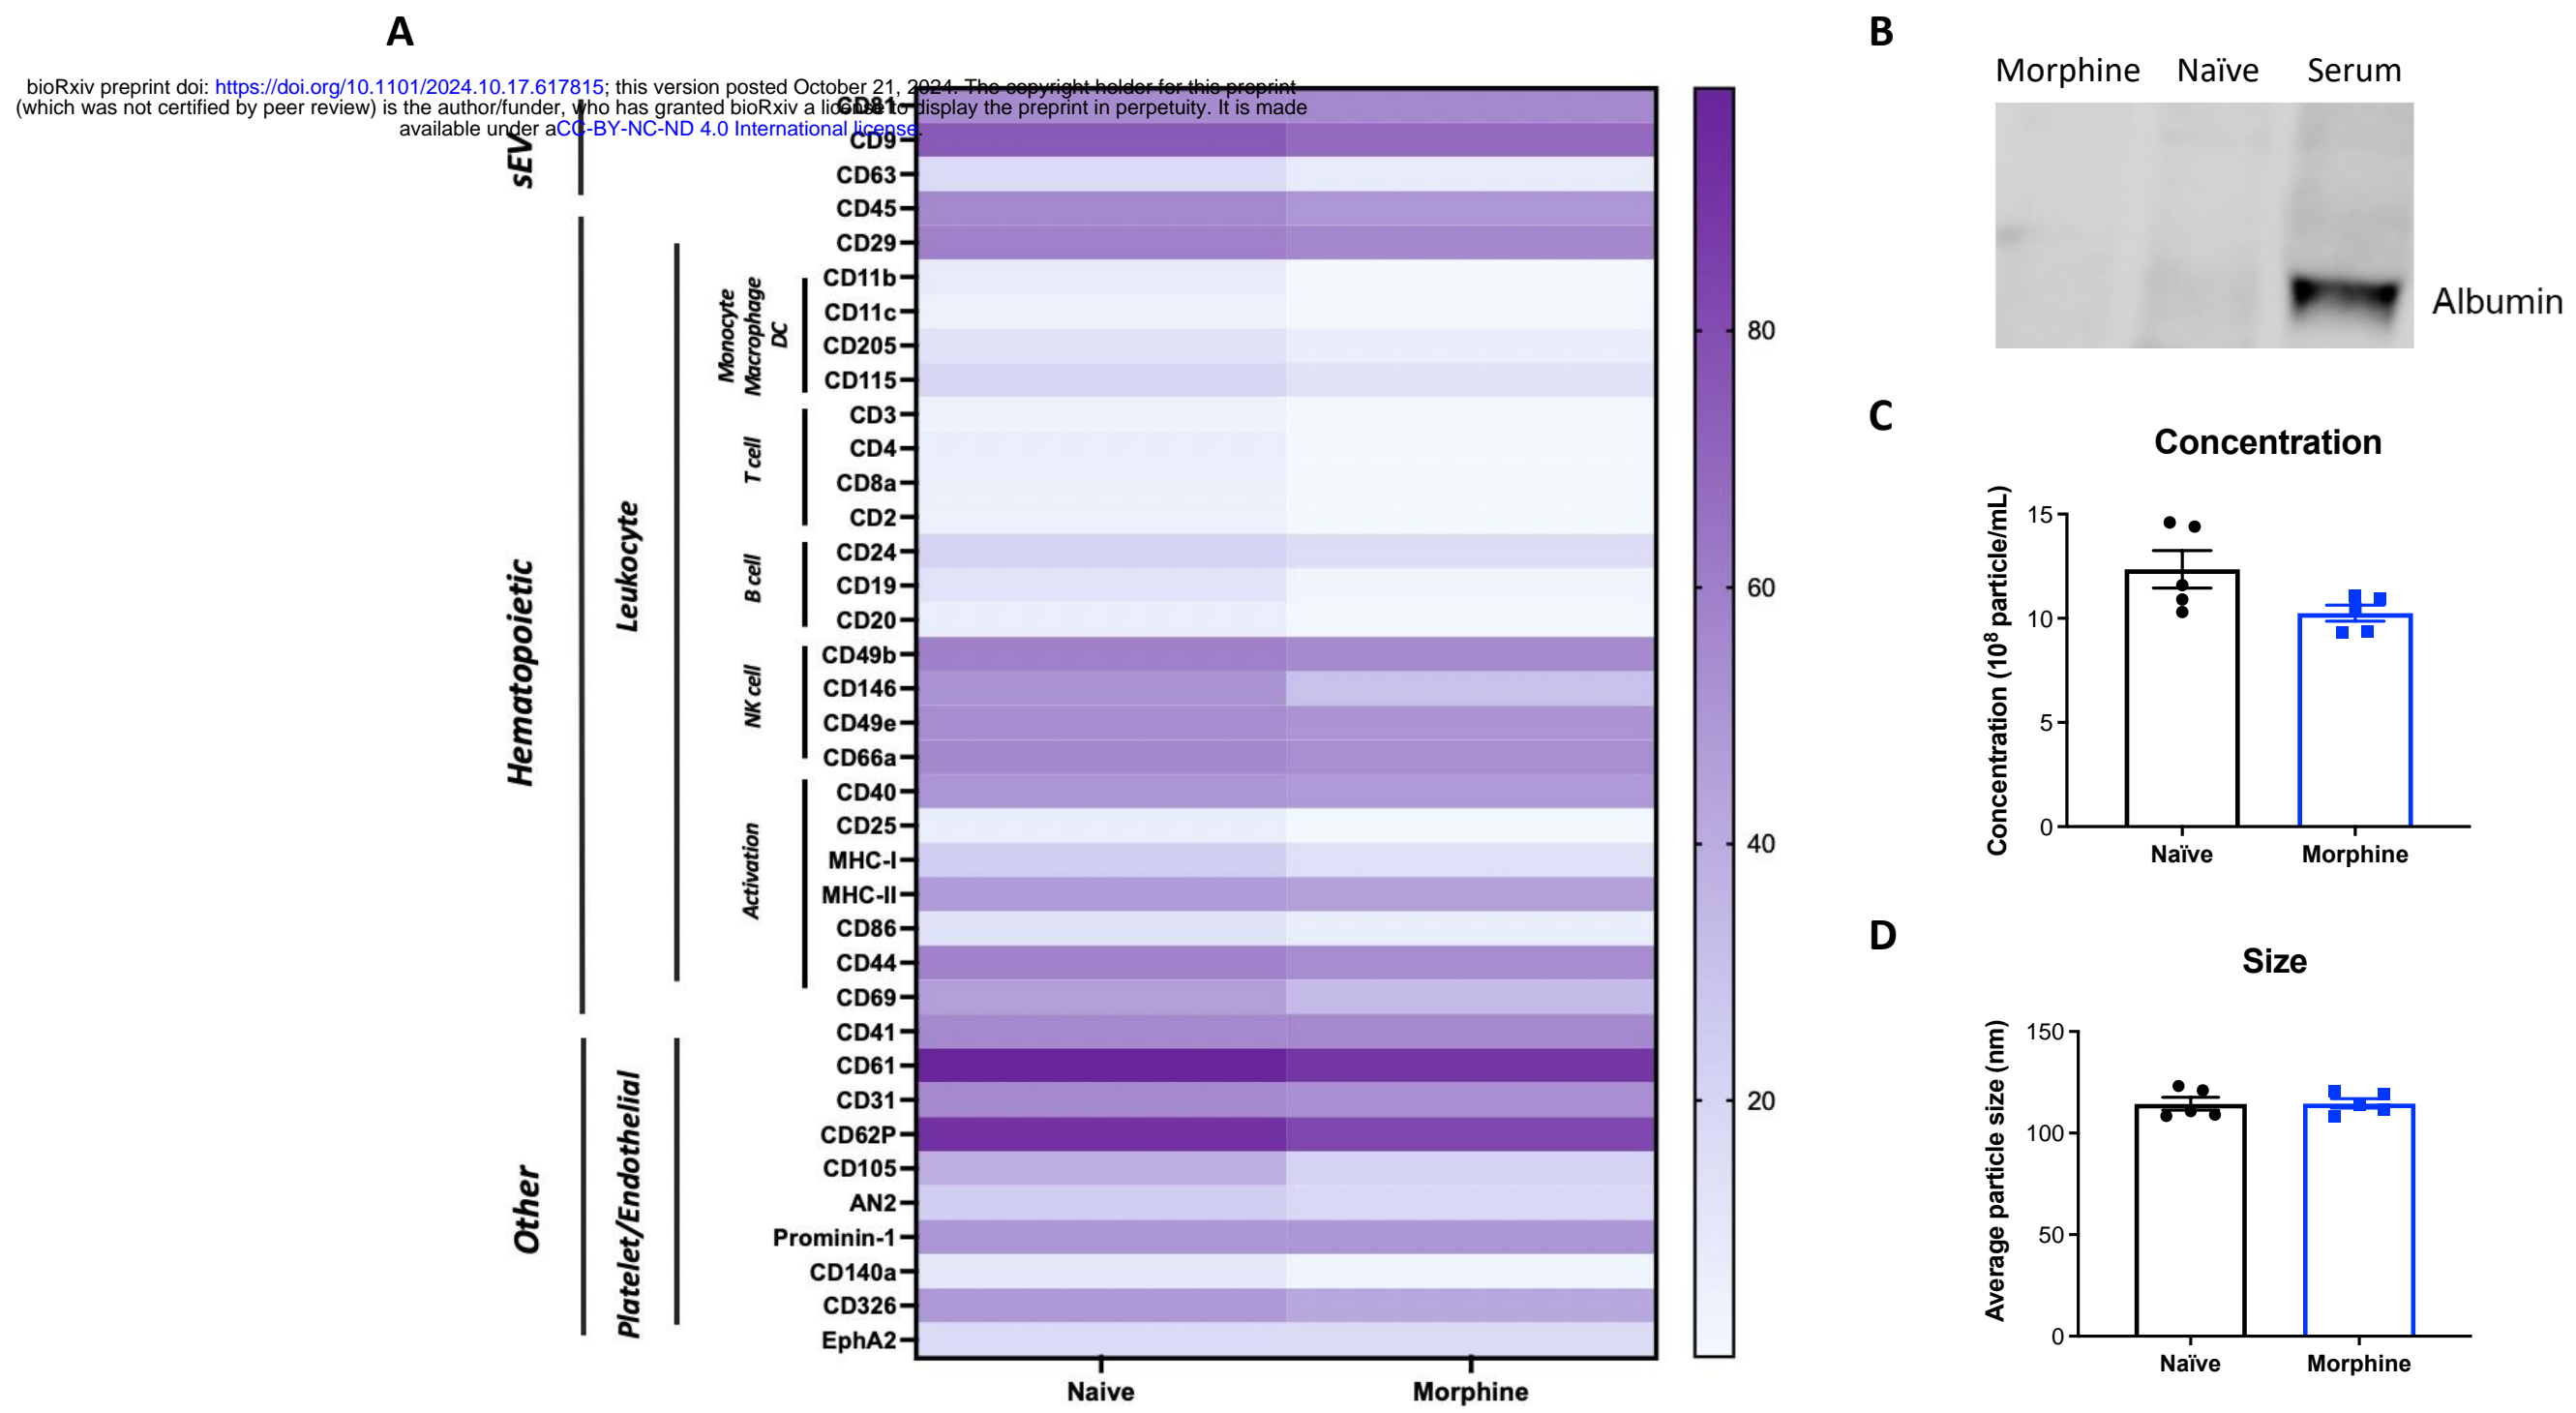 A
bioRxiv preprint doi: https://doi.org/10.1101/2024.10.17.617815; this version posted October 21, 2024. The copyright holder for this preprint
(which was not certified by peer review) is the author/funder, who has granted bioRxiv a license to display the preprint in perpetuity. It is made
available under aCC-BY-NC-ND 4.0 International license.
sEV
Hematopoietic
Other
Leukocyte
Platelet/Endothelial
Monocyte
Macrophage
DC
T cell
B cell
NK cell
Activation
CD81
CD9
CD63
CD45
CD29
CD11b
CD11c
CD205
CD115
CD3
CD4
CD8a
CD2
CD24
CD19
CD20
CD49b
CD146
CD49e
CD66a
CD40
CD25
MHC-I
MHC-II
CD86
CD44
CD69
CD41
CD61
CD31
CD62P
CD105
AN2
Prominin-1
CD140a
CD326
EphA2
Naive Morphine
80
60
40
20
B
Morphine Naïve Serum
Albumin
C
Concentration
Concentration (10⁸ particle/mL)
15
10
5
0
Naïve Morphine
D
Size
Average particle size (nm)
150
100
50
0
Naïve Morphine